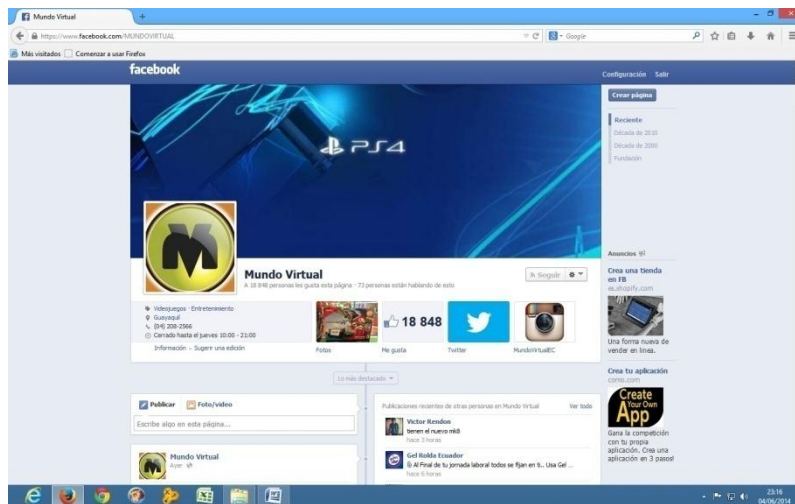 Mundo Virtual
https://www.facebook.com/MUNDOVIRTUAL
Google
Más visitados
Comenzar a usar Firefox
facebook
Configuración
Salir
Crear página
Reciente
Década de 2010
Década de 2000
Fundación
PS4
M
Mundo Virtual
A 18 848 personas les gusta esta página · 73 personas están hablando de esto
Seguir
Videojuegos · Entretenimiento
Guayaquil
(04) 208-2566
Cerrado hasta el jueves 10:00 - 21:00
Información – Sugerir una edición
18 848
Fotos
Me gusta
Twitter
MundoVirtualEC
Anuncios
Crea una tienda
en FB
es.shopify.com
Una forma nueva de
vender en línea.
Crea tu aplicación
como.com
Create
Your Own
App
Gana la competición
con tu propia
aplicación. Crea una
aplicación en 3 pasos!
Lo más destacado
Publicar
Foto/video
Escribe algo en esta página...
Mundo Virtual
Ayer
Publicaciones recientes de otras personas en Mundo Virtual
Ver todo
Victor Rendon
tienen el nuevo mk8
hace 3 horas
Gel Rolda Ecuador
Al Final de tu jornada laboral todos se fijan en ti.. Usa Gel ...
hace 6 horas
23:16
04/06/2014